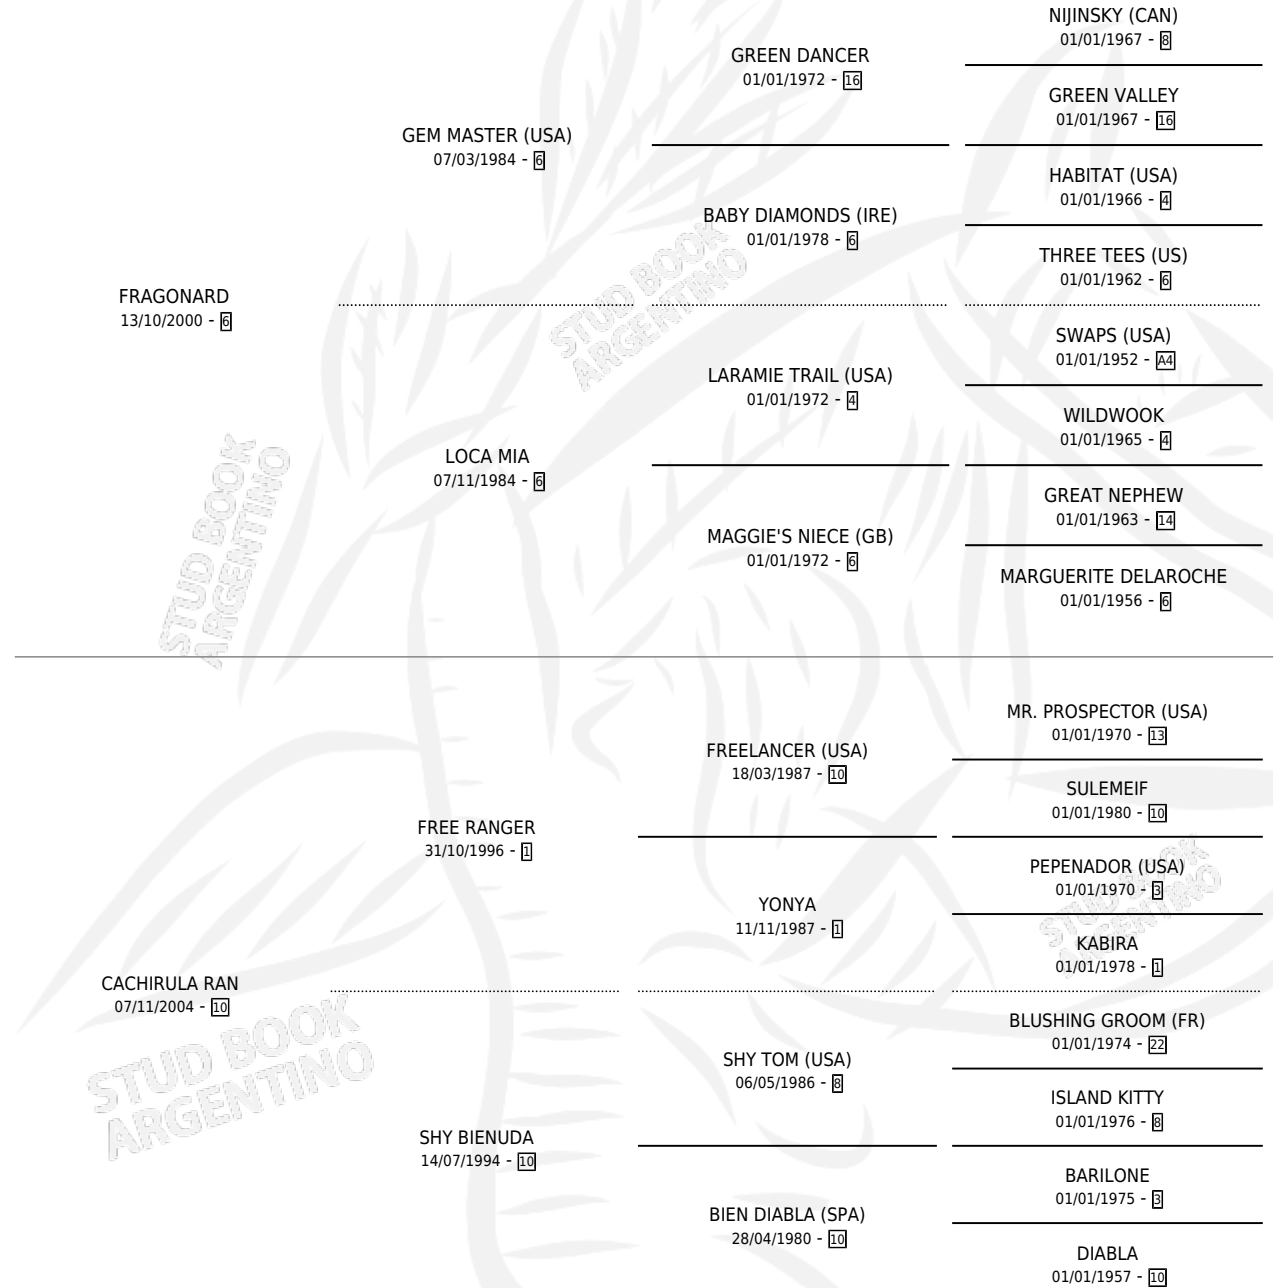 NIJINSKY (CAN)
01/01/1967 - 8
GREEN DANCER
01/01/1972 - 16
GREEN VALLEY
01/01/1967 - 16
GEM MASTER (USA)
07/03/1984 - 6
HABITAT (USA)
01/01/1966 - 4
BABY DIAMONDS (IRE)
01/01/1978 - 6
THREE TEES (US)
01/01/1962 - 6
FRAGONARD
13/10/2000 - 6
STUD BOOK
ARGENTINO
SWAPS (USA)
01/01/1952 - A4
LARAMIE TRAIL (USA)
01/01/1972 - 4
WILDWOOK
01/01/1965 - 4
LOCA MIA
07/11/1984 - 6
GREAT NEPHEW
01/01/1963 - 14
MAGGIE'S NIECE (GB)
01/01/1972 - 6
MARGUERITE DELAROCHE
01/01/1956 - 6
STUD BOOK
ARGENTINO
MR. PROSPECTOR (USA)
01/01/1970 - 13
FREELANCER (USA)
18/03/1987 - 10
SULEMEIF
01/01/1980 - 10
FREE RANGER
31/10/1996 - 1
PEPENADOR (USA)
01/01/1970 - 3
YONYA
11/11/1987 - 1
KABIRA
01/01/1978 - 1
STUD BOOK
ARGENTINO
CACHIRULA RAN
07/11/2004 - 10
BLUSHING GROOM (FR)
01/01/1974 - 22
SHY TOM (USA)
06/05/1986 - 8
ISLAND KITTY
01/01/1976 - 8
STUD BOOK
ARGENTINO
SHY BIENUDA
14/07/1994 - 10
BARILONE
01/01/1975 - 3
BIEN DIABLA (SPA)
28/04/1980 - 10
DIABLA
01/01/1957 - 10